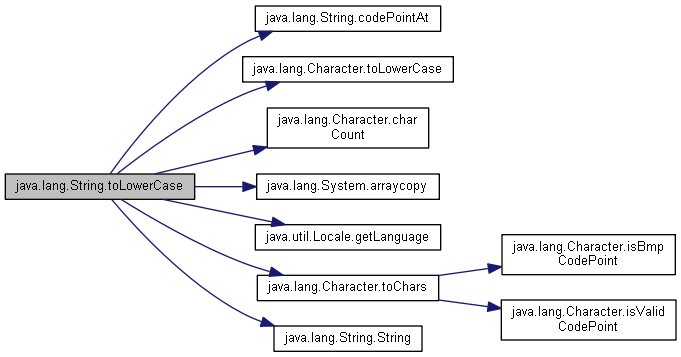 java.lang.String.codePointAt
java.lang.Character.toLowerCase
java.lang.Character.char
Count
java.lang.String.toLowerCase
java.lang.System.arraycopy
java.util.Locale.getLanguage
java.lang.Character.isBmp
CodePoint
java.lang.Character.toChars
java.lang.Character.isValid
CodePoint
java.lang.String.String